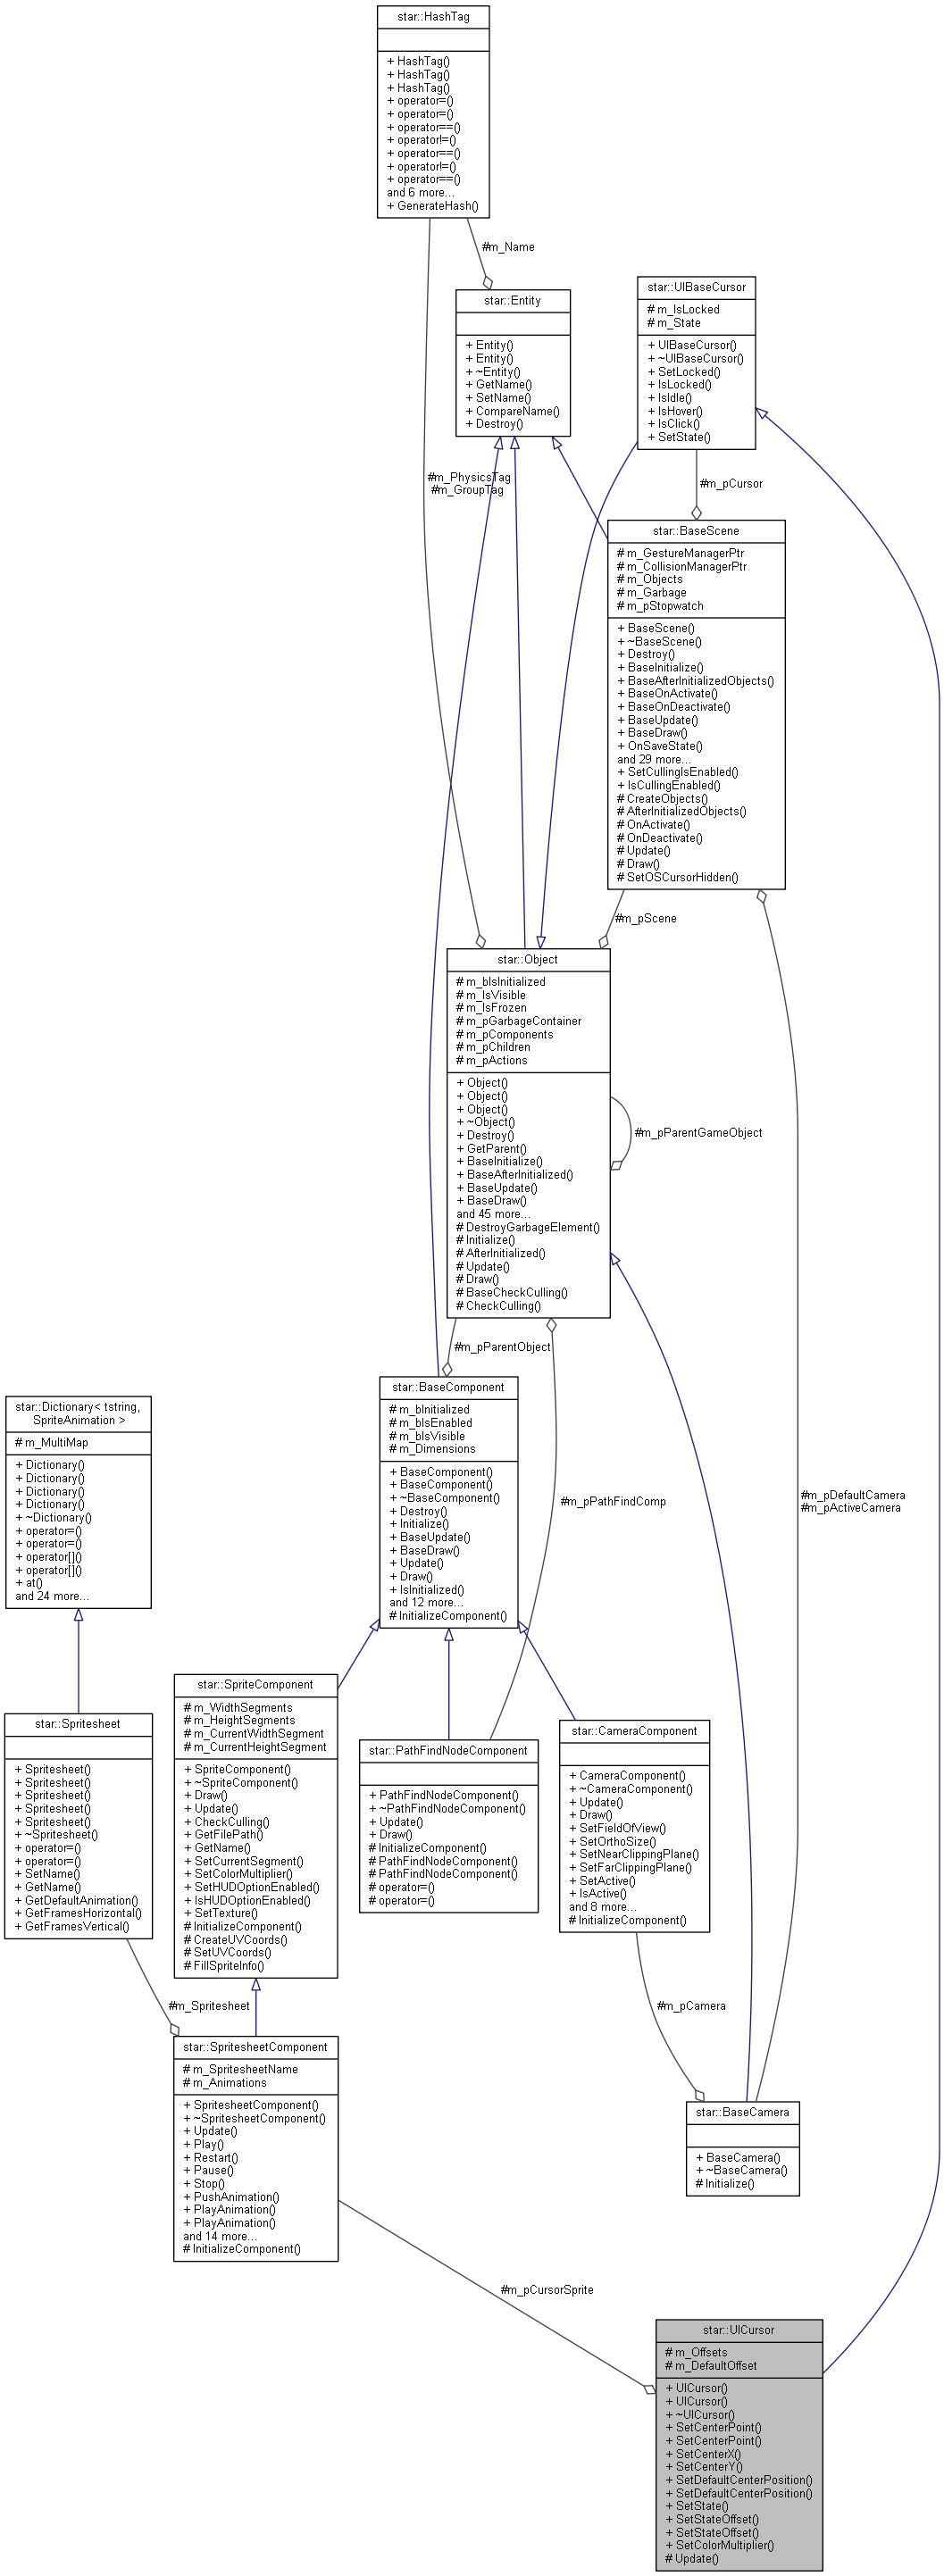 star::HashTag
+ HashTag()
+ HashTag()
+ HashTag()
+ operator=()
+ operator=()
+ operator==()
+ operator!=()
+ operator==()
+ operator!=()
+ operator==()
and 6 more...
+ GenerateHash()
#m_Name
star::Entity
+ Entity()
+ Entity()
+ ~Entity()
+ GetName()
+ SetName()
+ CompareName()
+ Destroy()
star::UIBaseCursor
# m_IsLocked
# m_State
+ UIBaseCursor()
+ ~UIBaseCursor()
+ SetLocked()
+ IsLocked()
+ IsIdle()
+ IsHover()
+ IsClick()
+ SetState()
#m_PhysicsTag
#m_GroupTag
#m_pCursor
star::BaseScene
# m_GestureManagerPtr
# m_CollisionManagerPtr
# m_Objects
# m_Garbage
# m_pStopwatch
+ BaseScene()
+ ~BaseScene()
+ Destroy()
+ BaseInitialize()
+ BaseAfterInitializedObjects()
+ BaseOnActivate()
+ BaseOnDeactivate()
+ BaseUpdate()
+ BaseDraw()
+ OnSaveState()
and 29 more...
+ SetCullingIsEnabled()
+ IsCullingEnabled()
# CreateObjects()
# AfterInitializedObjects()
# OnActivate()
# OnDeactivate()
# Update()
# Draw()
# SetOSCursorHidden()
#m_pScene
star::Object
# m_bIsInitialized
# m_IsVisible
# m_IsFrozen
# m_pGarbageContainer
# m_pComponents
# m_pChildren
# m_pActions
+ Object()
+ Object()
+ Object()
+ ~Object()
+ Destroy()
+ GetParent()
+ BaseInitialize()
+ BaseAfterInitialized()
+ BaseUpdate()
+ BaseDraw()
and 45 more...
# DestroyGarbageElement()
# Initialize()
# AfterInitialized()
# Update()
# Draw()
# BaseCheckCulling()
# CheckCulling()
#m_pParentGameObject
#m_pParentObject
star::BaseComponent
# m_bInitialized
# m_bIsEnabled
# m_bIsVisible
# m_Dimensions
+ BaseComponent()
+ BaseComponent()
+ ~BaseComponent()
+ Destroy()
+ Initialize()
+ BaseUpdate()
+ BaseDraw()
+ Update()
+ Draw()
+ IsInitialized()
and 12 more...
# InitializeComponent()
star::Dictionary< tstring,
SpriteAnimation >
# m_MultiMap
+ Dictionary()
+ Dictionary()
+ Dictionary()
+ Dictionary()
+ ~Dictionary()
+ operator=()
+ operator=()
+ operator[]()
+ operator[]()
+ at()
and 24 more...
#m_pPathFindComp
#m_pDefaultCamera
#m_pActiveCamera
star::SpriteComponent
# m_WidthSegments
# m_HeightSegments
# m_CurrentWidthSegment
# m_CurrentHeightSegment
+ SpriteComponent()
+ ~SpriteComponent()
+ Draw()
+ Update()
+ CheckCulling()
+ GetFilePath()
+ GetName()
+ SetCurrentSegment()
+ SetColorMultiplier()
+ SetHUDOptionEnabled()
+ IsHUDOptionEnabled()
+ SetTexture()
# InitializeComponent()
# CreateUVCoords()
# SetUVCoords()
# FillSpriteInfo()
star::Spritesheet
+ Spritesheet()
+ Spritesheet()
+ Spritesheet()
+ Spritesheet()
+ Spritesheet()
+ ~Spritesheet()
+ operator=()
+ operator=()
+ SetName()
+ GetName()
+ GetDefaultAnimation()
+ GetFramesHorizontal()
+ GetFramesVertical()
star::PathFindNodeComponent
+ PathFindNodeComponent()
+ ~PathFindNodeComponent()
+ Update()
+ Draw()
# InitializeComponent()
# PathFindNodeComponent()
# PathFindNodeComponent()
# operator=()
# operator=()
star::CameraComponent
+ CameraComponent()
+ ~CameraComponent()
+ Update()
+ Draw()
+ SetFieldOfView()
+ SetOrthoSize()
+ SetNearClippingPlane()
+ SetFarClippingPlane()
+ SetActive()
+ IsActive()
and 8 more...
# InitializeComponent()
#m_Spritesheet
#m_pCamera
star::SpritesheetComponent
# m_SpritesheetName
# m_Animations
+ SpritesheetComponent()
+ ~SpritesheetComponent()
+ Update()
+ Play()
+ Restart()
+ Pause()
+ Stop()
+ PushAnimation()
+ PlayAnimation()
+ PlayAnimation()
and 14 more...
# InitializeComponent()
star::BaseCamera
+ BaseCamera()
+ ~BaseCamera()
# Initialize()
#m_pCursorSprite
star::UICursor
# m_Offsets
# m_DefaultOffset
+ UICursor()
+ UICursor()
+ ~UICursor()
+ SetCenterPoint()
+ SetCenterPoint()
+ SetCenterX()
+ SetCenterY()
+ SetDefaultCenterPosition()
+ SetDefaultCenterPosition()
+ SetState()
+ SetStateOffset()
+ SetStateOffset()
+ SetColorMultiplier()
# Update()